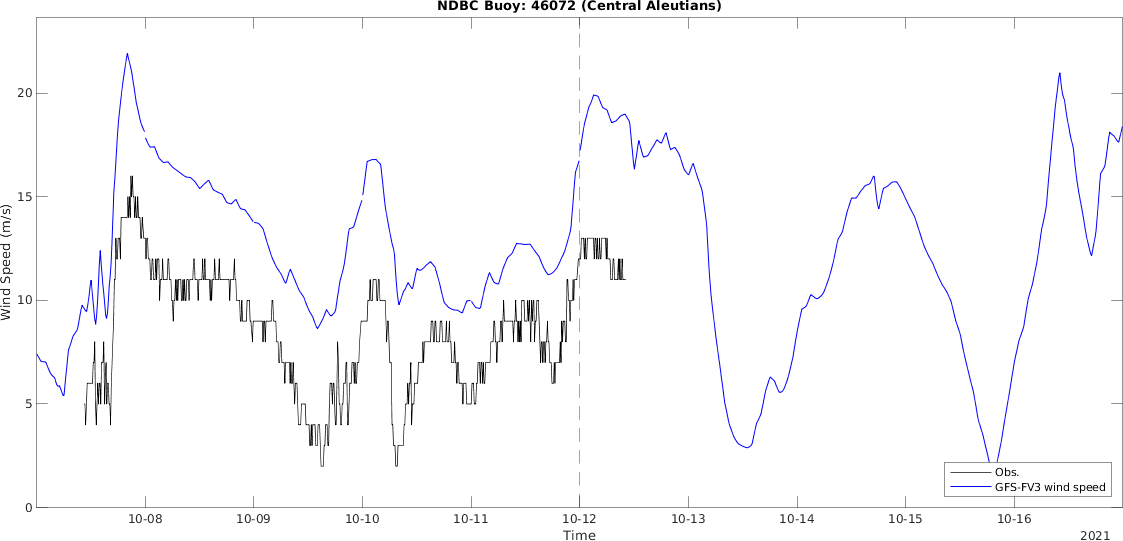 NDBC Buoy: 46072 (Central Aleutians)
Wind Speed (m/s)
20
15
10
5
0
10-08 10-09 10-10 10-11 10-12 10-13 10-14 10-15 10-16
Time
2021
Obs.
GFS-FV3 wind speed